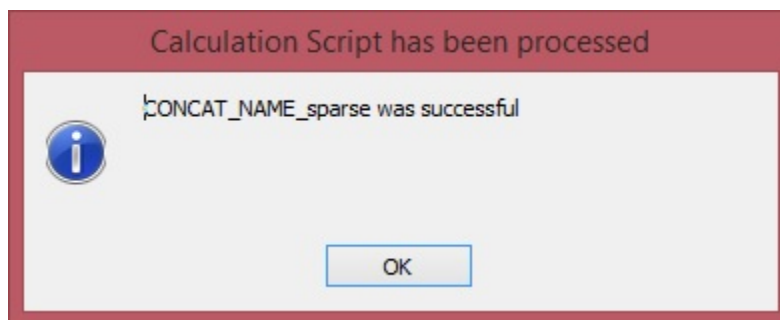 Calculation Script has been processed
CONCAT_NAME_sparse was successful
OK